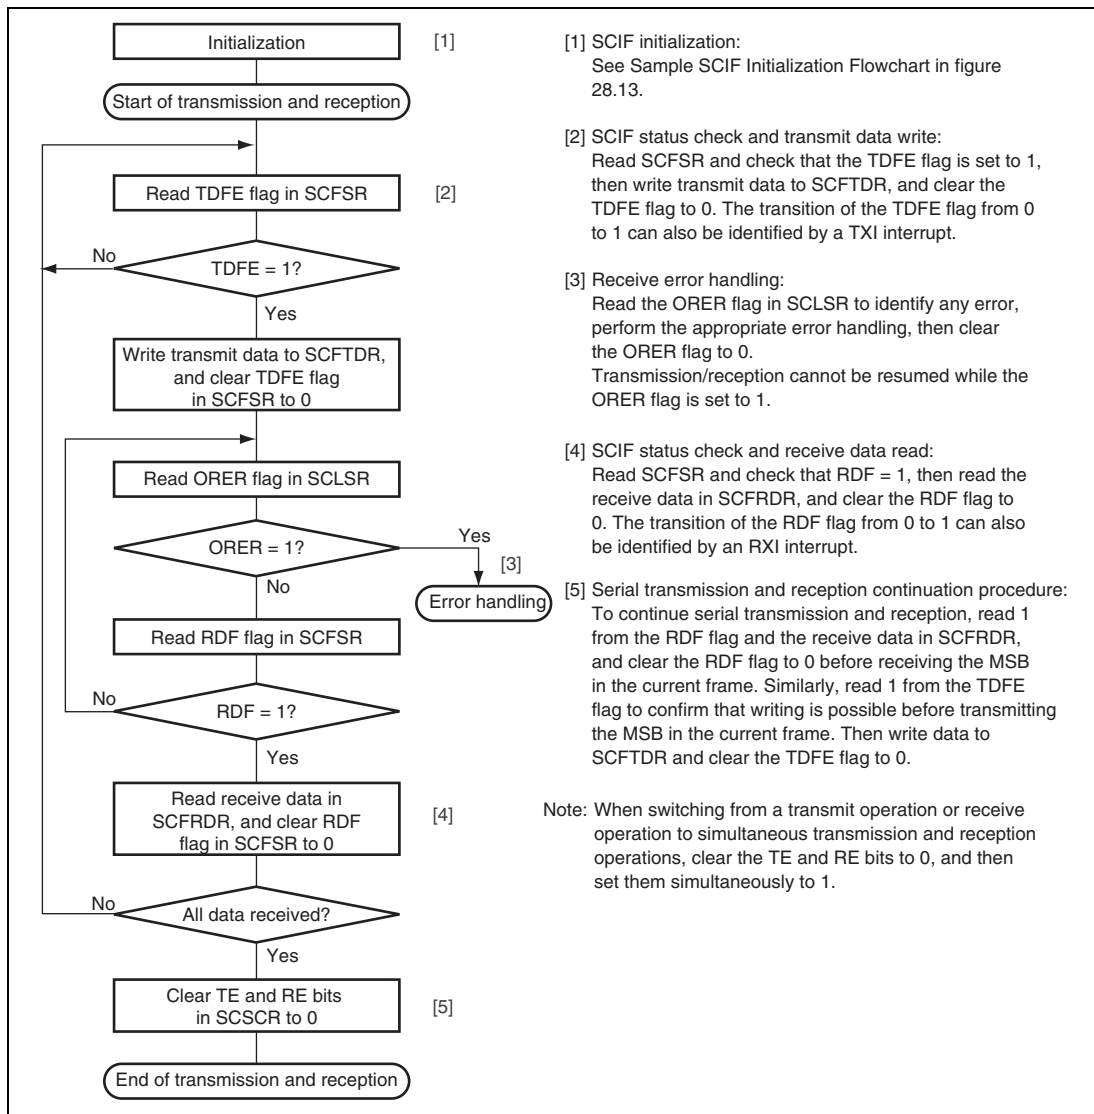 Initialization
[1]
Start of transmission and reception
Read TDFE flag in SCFSR
[2]
No
TDFE = 1?
Yes
Write transmit data to SCFTDR,
and clear TDFE flag
in SCFSR to 0
Read ORER flag in SCLSR
ORER = 1?
Yes
[3]
No
Error handling
Read RDF flag in SCFSR
No
RDF = 1?
Yes
Read receive data in
SCFRDR, and clear RDF
flag in SCFSR to 0
[4]
No
All data received?
Yes
Clear TE and RE bits
in SCSCR to 0
[5]
End of transmission and reception
[1] SCIF initialization:
See Sample SCIF Initialization Flowchart in figure
28.13.
[2] SCIF status check and transmit data write:
Read SCFSR and check that the TDFE flag is set to 1,
then write transmit data to SCFTDR, and clear the
TDFE flag to 0. The transition of the TDFE flag from 0
to 1 can also be identified by a TXI interrupt.
[3] Receive error handling:
Read the ORER flag in SCLSR to identify any error,
perform the appropriate error handling, then clear
the ORER flag to 0.
Transmission/reception cannot be resumed while the
ORER flag is set to 1.
[4] SCIF status check and receive data read:
Read SCFSR and check that RDF = 1, then read the
receive data in SCFRDR, and clear the RDF flag to
0. The transition of the RDF flag from 0 to 1 can also
be identified by an RXI interrupt.
[5] Serial transmission and reception continuation procedure:
To continue serial transmission and reception, read 1
from the RDF flag and the receive data in SCFRDR,
and clear the RDF flag to 0 before receiving the MSB
in the current frame. Similarly, read 1 from the TDFE
flag to confirm that writing is possible before transmitting
the MSB in the current frame. Then write data to
SCFTDR and clear the TDFE flag to 0.
Note: When switching from a transmit operation or receive
operation to simultaneous transmission and reception
operations, clear the TE and RE bits to 0, and then
set them simultaneously to 1.